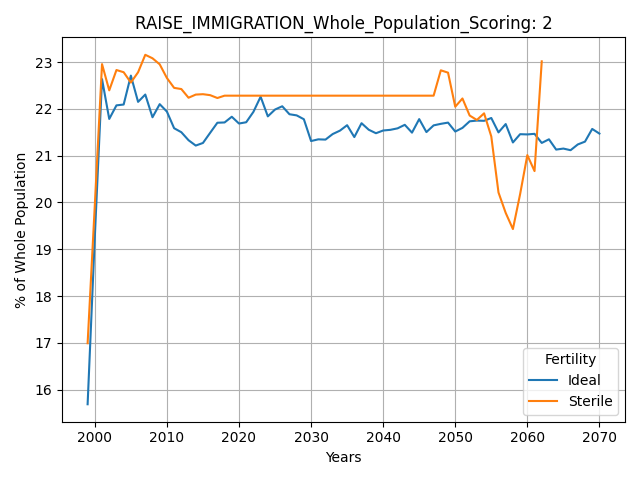 RAISE_IMMIGRATION_Whole_Population_Scoring: 2
% of Whole Population
23
22
21
20
19
18
17
16
Fertility
Ideal
Sterile
2000 2010 2020 2030 2040 2050 2060 2070
Years